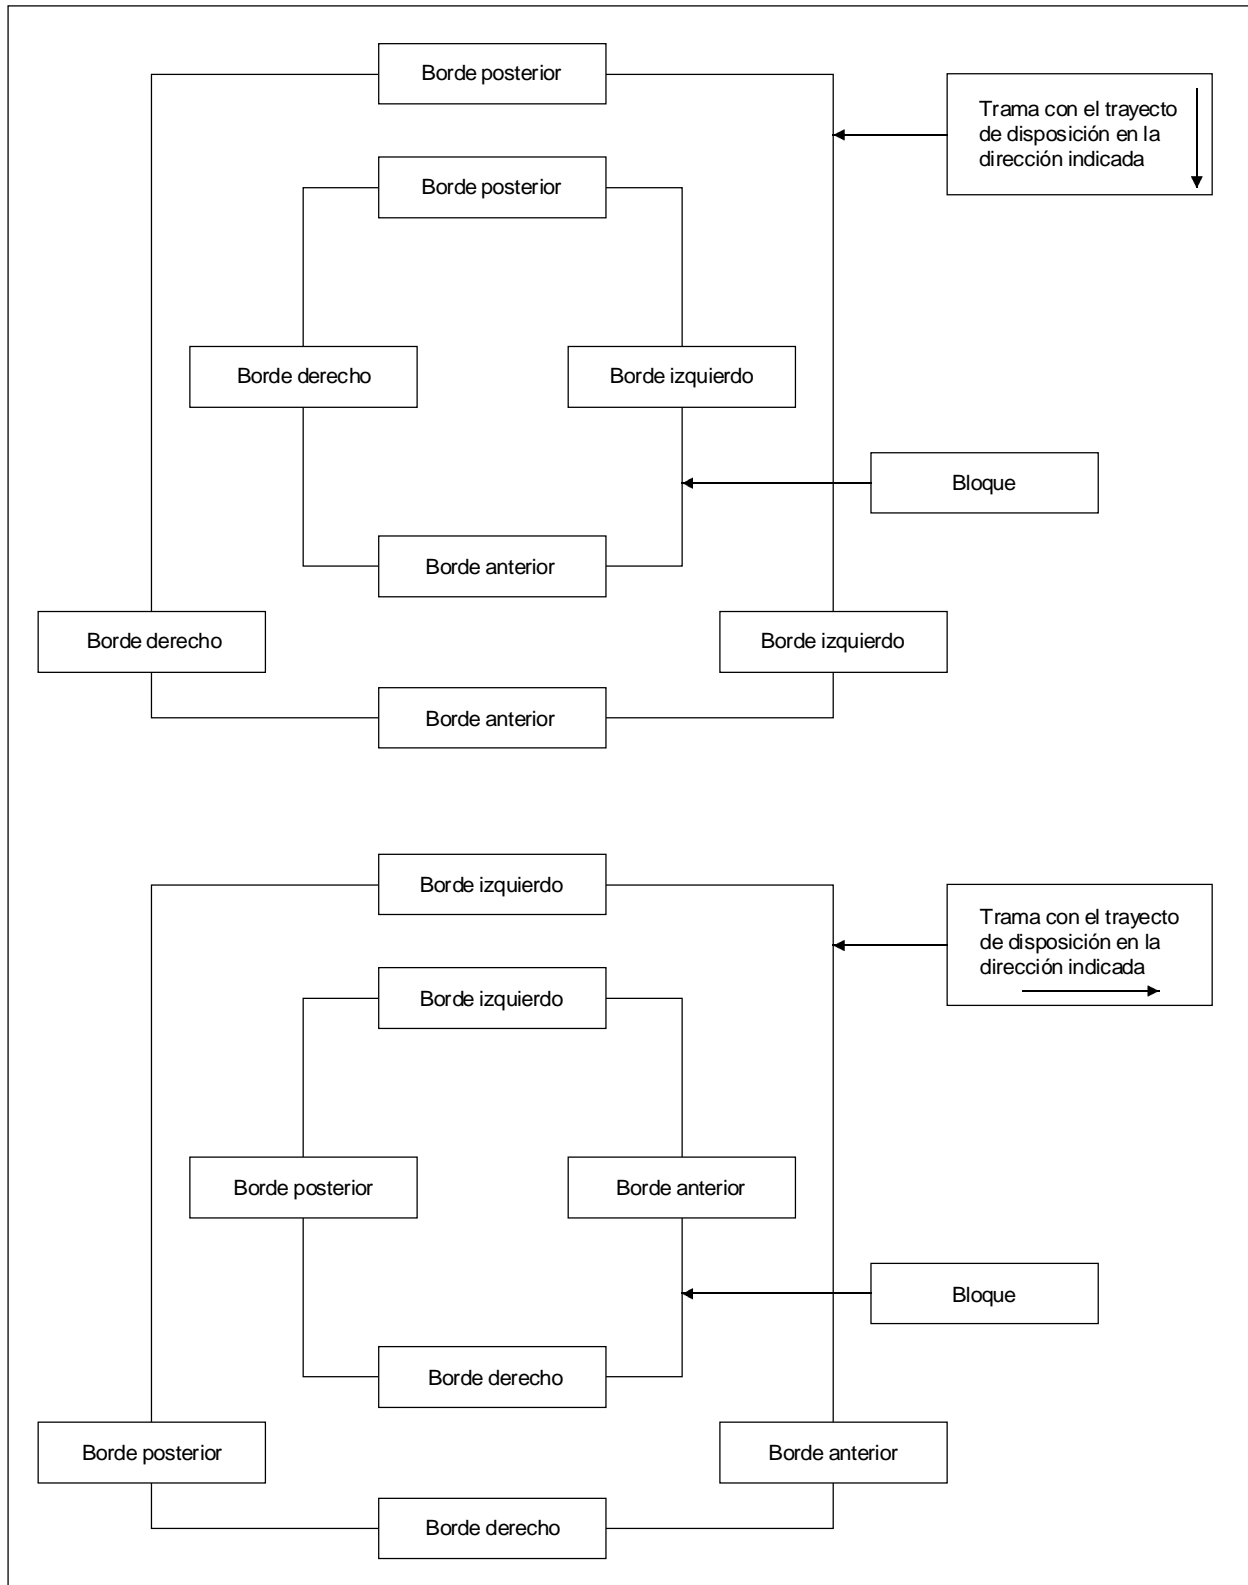 Borde posterior
Trama con el trayecto
de disposición en la
dirección indicada
Borde posterior
Borde derecho
Borde izquierdo
Bloque
Borde anterior
Borde derecho
Borde izquierdo
Borde anterior
Borde izquierdo
Trama con el trayecto
de disposición en la
dirección indicada
Borde izquierdo
Borde posterior
Borde anterior
Bloque
Borde derecho
Borde posterior
Borde anterior
Borde derecho